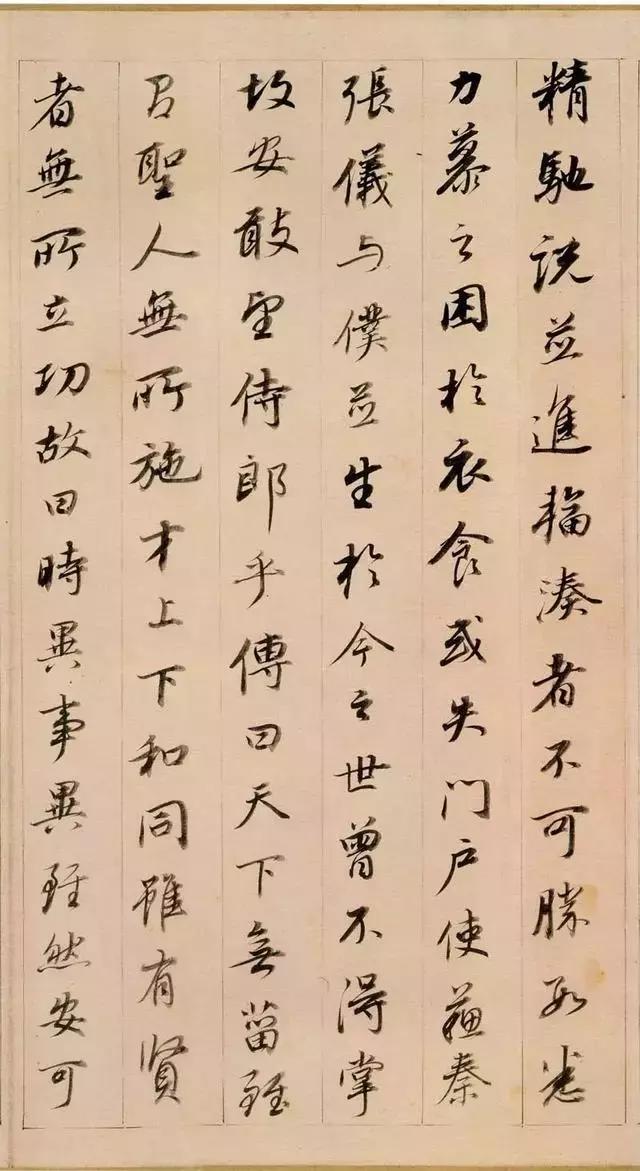 精馳説並進輻湊者不可勝數悉
力慕之困於衣食或失門戶使蘇秦
張儀与僕並生於今之世曾不得掌
故安敢望侍郎乎傳曰天下無菑雖
有聖人無所施才上下和同雖有賢
者無所立功故曰時異事異雖然安可